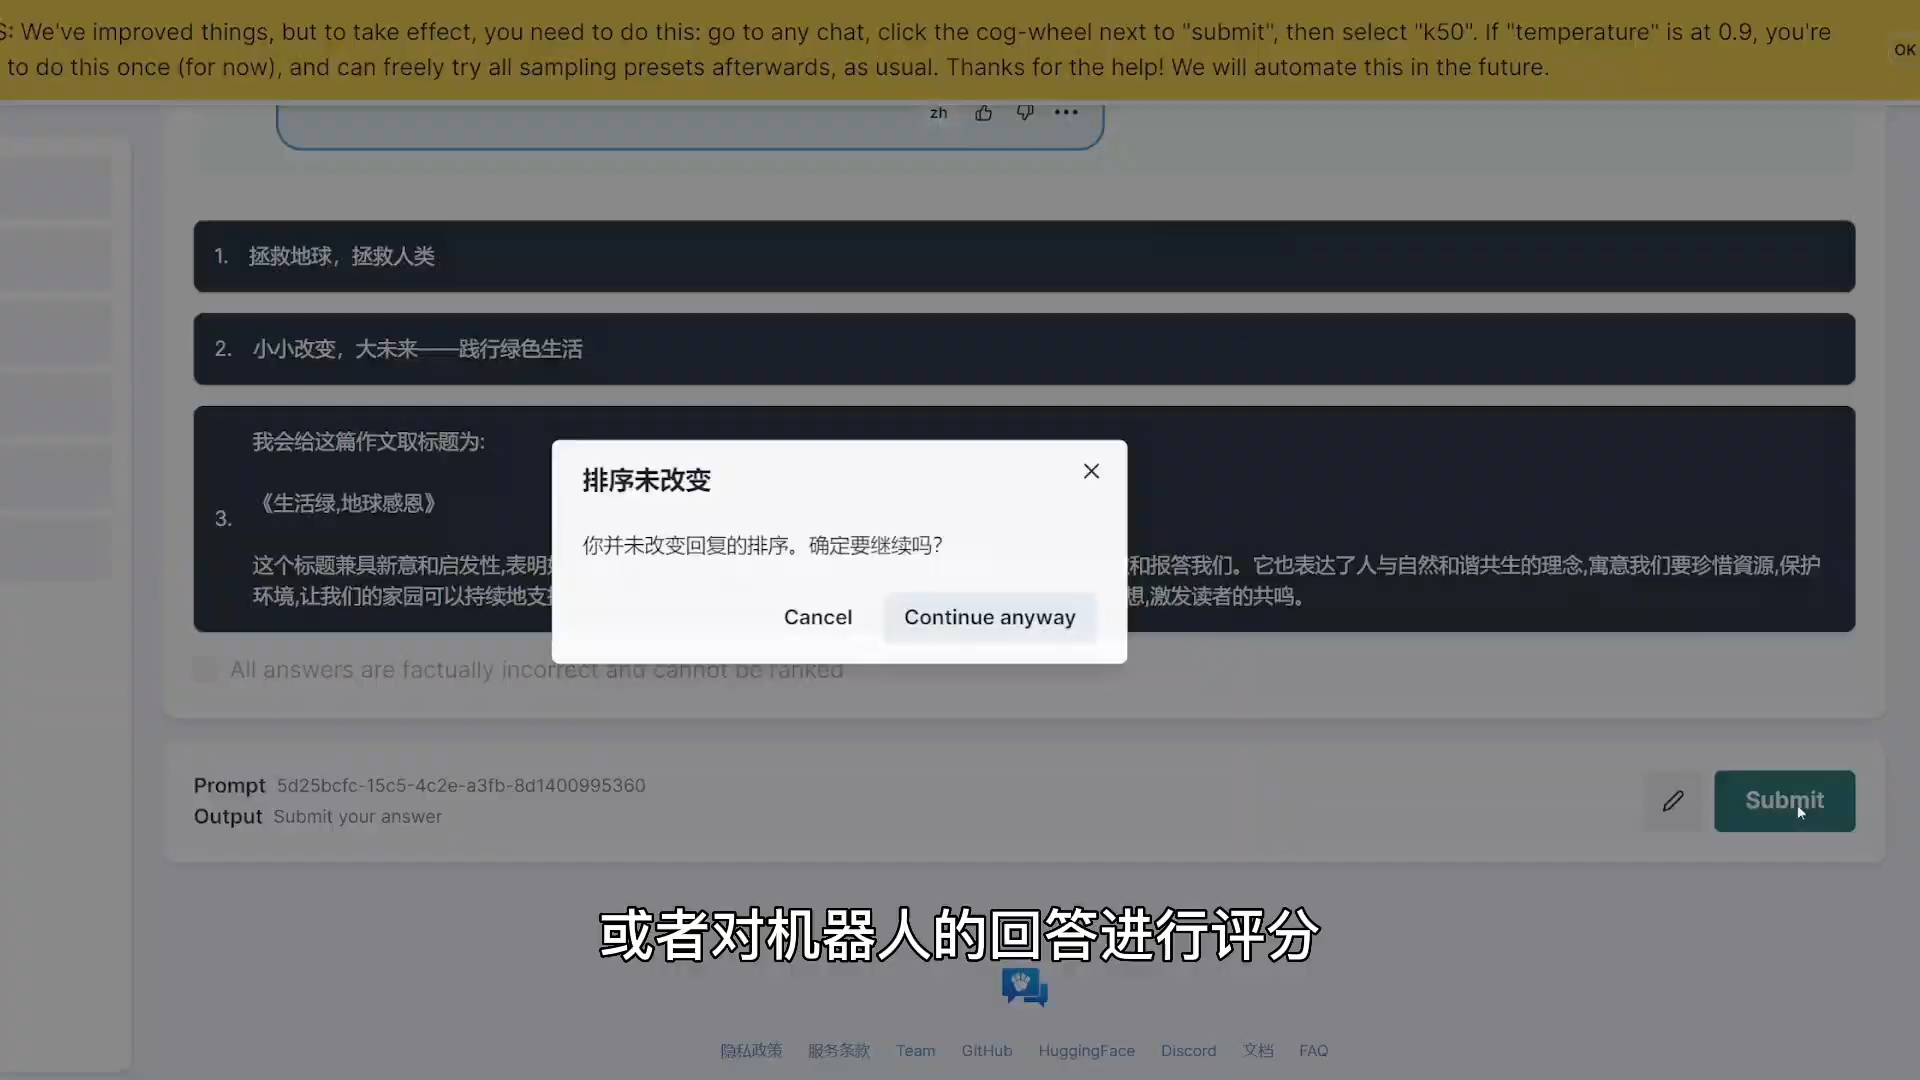 S: We've improved things, but to take effect, you need to do this: go to any chat, click the cog-wheel next to "submit", then select "k50". If "temperature" is at 0.9, you're
to do this once (for now), and can freely try all sampling presets afterwards, as usual. Thanks for the help! We will automate this in the future.
OK
zh
1. 拯救地球，拯救人类
2. 小小改变，大未来——践行绿色生活
我会给这篇作文取标题为:
《生活绿,地球感恩》
3.
这个标题兼具新意和启发性,表明
和报答我们。它也表达了人与自然和谐共生的理念,寓意我们要珍惜資源,保护
环境,让我们的家园可以持续地支
想,激发读者的共鸣。
排序未改变
你并未改变回复的排序。确定要继续吗?
Cancel
Continue anyway
All answers are factually incorrect and cannot be ranked
Prompt 5d25bcfc-15c5-4c2e-a3fb-8d1400995360
Output Submit your answer
Submit
或者对机器人的回答进行评分
隐私政策 服务条款 Team GitHub HuggingFace Discord 文档 FAQ